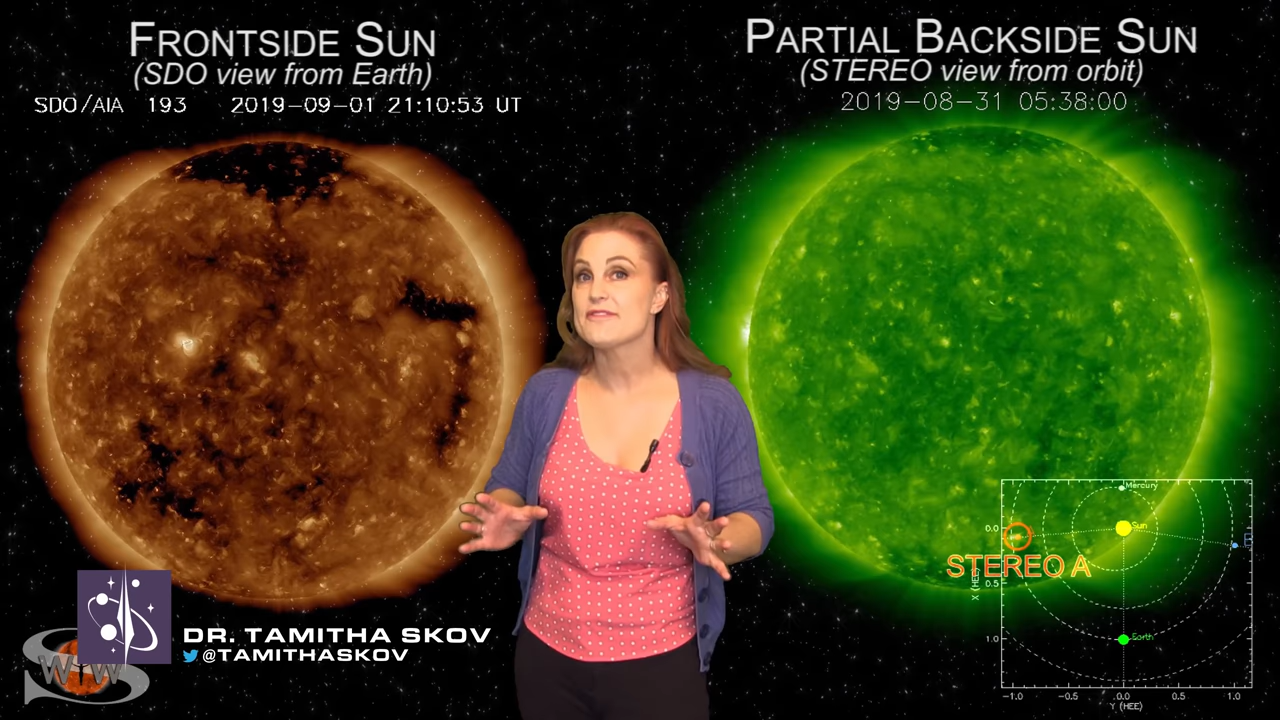 FRONTSIDE SUN
(SDO view from Earth)
SDO/AIA 193 2019-09-01 21:10:53 UT
PARTIAL BACKSIDE SUN
(STEREO view from orbit)
2019-08-31 05:38:00
Mercury
0.0
Sun
STEREO A
X (HEE)
0.5
1.0
Earth
-1.0 -0.5 0.0 0.5 1.0
Y (HEE)
DR. TAMITHA SKOV
@TAMITHASKOV
WTW